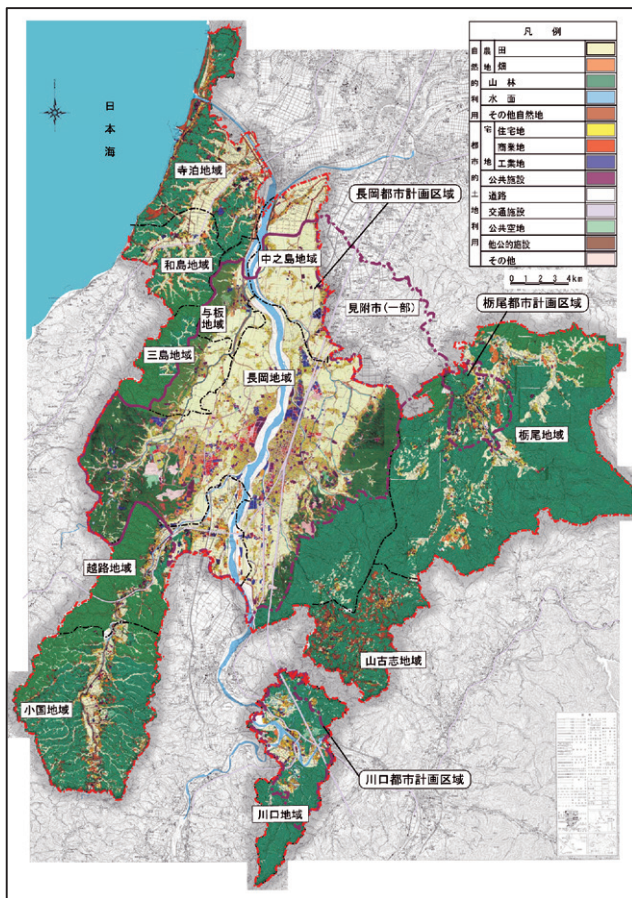 凡 例
自然的利用
農地
田
畑
山 林
水 面
その他自然地
都市的土地利用
宅地
住宅地
商業地
工業地
公共施設
道路
交通施設
公共空地
他公的施設
その他
0 1 2 3 4km
日本海
寺泊地域
長岡都市計画区域
中之島地域
和島地域
見附市(一部)
与板
地域
栃尾都市計画区域
三島地域
長岡地域
栃尾地域
越路地域
山古志地域
小国地域
川口都市計画区域
川口地域